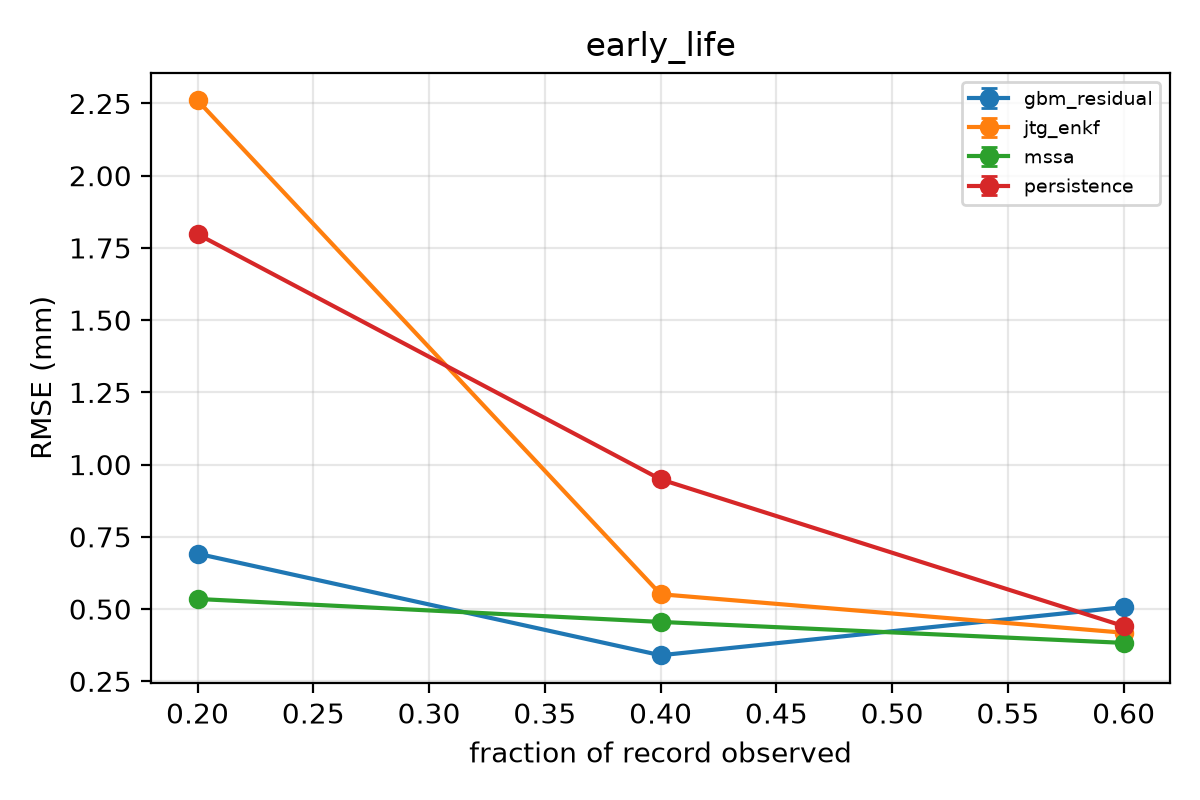 early_life
RMSE (mm)
2.25
2.00
1.75
1.50
1.25
1.00
0.75
0.50
0.25
gbm_residual
jtg_enkf
mssa
persistence
0.20 0.25 0.30 0.35 0.40 0.45 0.50 0.55 0.60
fraction of record observed